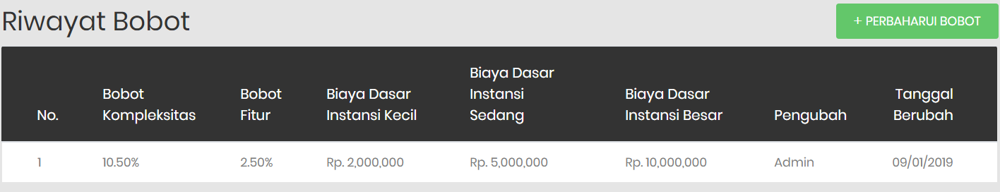 Riwayat Bobot
+ PERBAHARUI BOBOT
No.
Bobot
Kompleksitas
Bobot
Fitur
Biaya Dasar
Instansi Kecil
Biaya Dasar
Instansi
Sedang
Biaya Dasar
Instansi Besar
Pengubah
Tanggal
Berubah
1 10.50% 2.50% Rp. 2,000,000 Rp. 5,000,000 Rp. 10,000,000 Admin 09/01/2019